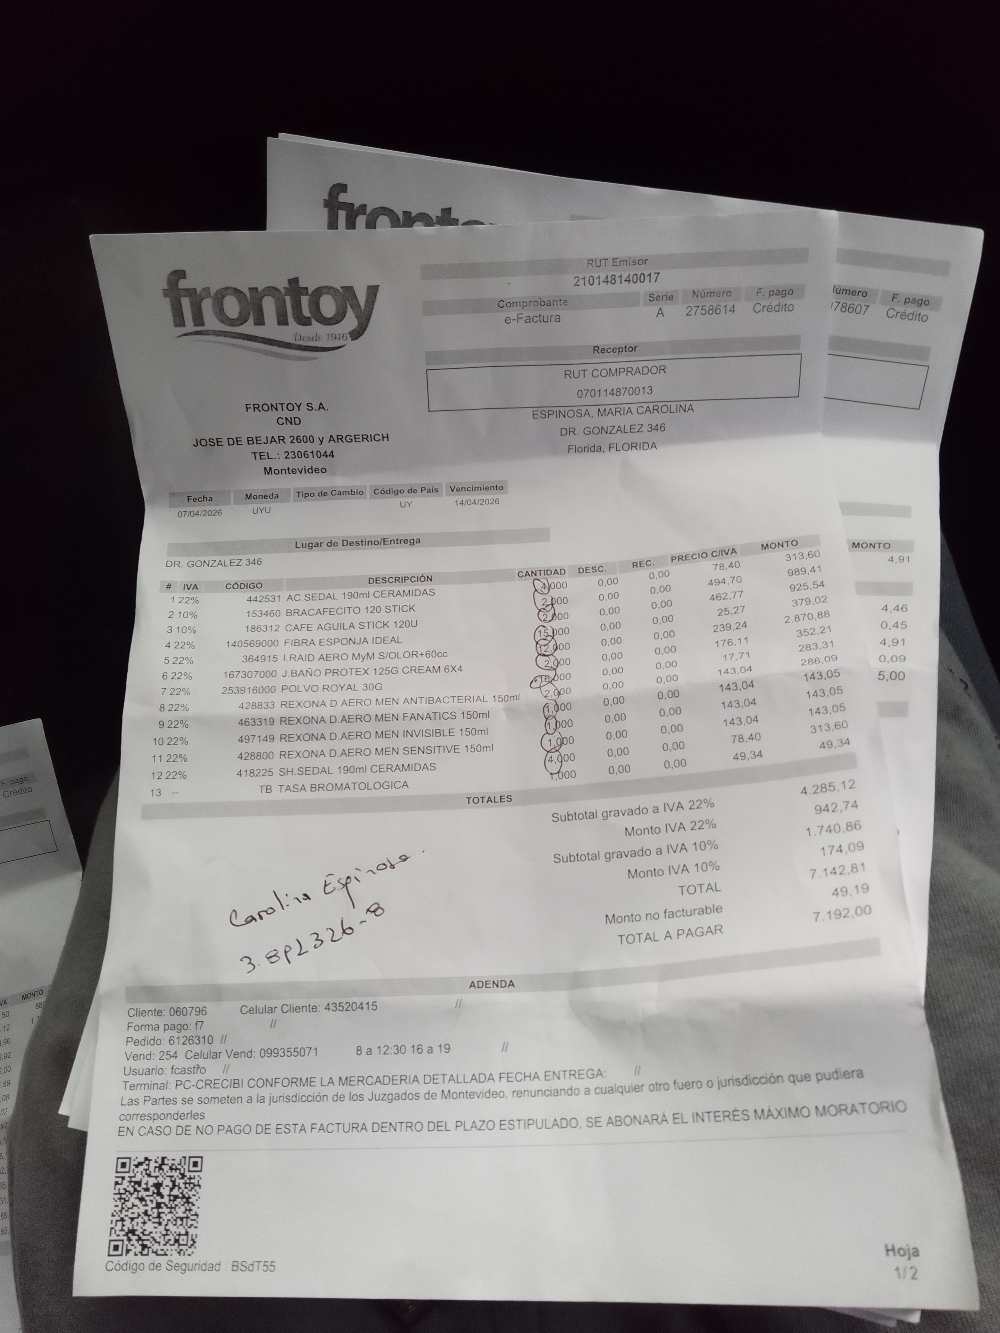 frontoy
Desde 1946
FRONTOY S.A.
CND
JOSE DE BEJAR 2600 y ARGERICH
TEL.: 23061044
Montevideo
RUT Emisor
210148140017
Comprobante Serie Número F. pago
e-Factura A 2758614 Crédito
Receptor
RUT COMPRADOR
070114870013
ESPINOSA, MARIA CAROLINA
DR. GONZALEZ 346
Florida, FLORIDA
Fecha Moneda Tipo de Cambio Código de País Vencimiento
07/04/2026 UYU UY 14/04/2026
Lugar de Destino/Entrega
DR. GONZALEZ 346
# IVA CÓDIGO DESCRIPCIÓN CANTIDAD DESC. REC. PRECIO C/IVA MONTO
1 22% 442531 AC.SEDAL 190ml CERAMIDAS 4,000 0,00 0,00 78,40 313,60
2 10% 153460 BRACAFECITO 120 STICK 2,000 0,00 0,00 494,70 989,41
3 10% 186312 CAFE AGUILA STICK 120U 2,000 0,00 0,00 462,77 925,54
4 22% 140569000 FIBRA ESPONJA IDEAL 15,000 0,00 0,00 25,27 379,02
5 22% 364915 I.RAID AERO MyM S/OLOR+60cc 12,000 0,00 0,00 239,24 2.870,88
6 22% 167307000 J.BAÑO PROTEX 125G CREAM 6X4 2,000 0,00 0,00 176,11 352,21
7 22% 253916000 POLVO ROYAL 30G 16,000 0,00 0,00 17,71 283,31
8 22% 428833 REXONA D.AERO MEN ANTIBACTERIAL 150ml 2,000 0,00 0,00 143,04 286,09
9 22% 463319 REXONA D.AERO MEN FANATICS 150ml 1,000 0,00 0,00 143,04 143,05
10 22% 497149 REXONA D.AERO MEN INVISIBLE 150ml 1,000 0,00 0,00 143,04 143,05
11 22% 428800 REXONA D.AERO MEN SENSITIVE 150ml 1,000 0,00 0,00 143,04 143,05
12 22% 418225 SH.SEDAL 190ml CERAMIDAS 4,000 0,00 0,00 78,40 313,60
13 -- TB TASA BROMATOLOGICA 1,000 0,00 0,00 49,34 49,34
TOTALES
Subtotal gravado a IVA 22% 4.285,12
Monto IVA 22% 942,74
Subtotal gravado a IVA 10% 1.740,86
Monto IVA 10% 174,09
TOTAL 7.142,81
Monto no facturable 49,19
TOTAL A PAGAR 7.192,00
Carolina Espinosa.
ADENDA
Cliente: 060796 Celular Cliente: 43520415 //
Forma pago: f7 //
Pedido: 6126310 //
Vend: 254 Celular Vend: 099355071 8 a 12:30 16 a 19 //
Usuario: fcastro //
Terminal: PC-CRECIBI CONFORME LA MERCADERIA DETALLADA FECHA ENTREGA: //
Las Partes se someten a la jurisdicción de los Juzgados de Montevideo, renunciando a cualquier otro fuero o jurisdicción que pudiera
corresponderles
EN CASO DE NO PAGO DE ESTA FACTURA DENTRO DEL PLAZO ESTIPULADO, SE ABONARÁ EL INTERÉS MÁXIMO MORATORIO
Código de Seguridad : BSdT55
Hoja
1/2
F. pago
Crédito
MONTO
4,91
4,46
0,45
4,91
0,09
5,00
F. pago
Crédito
MONTO